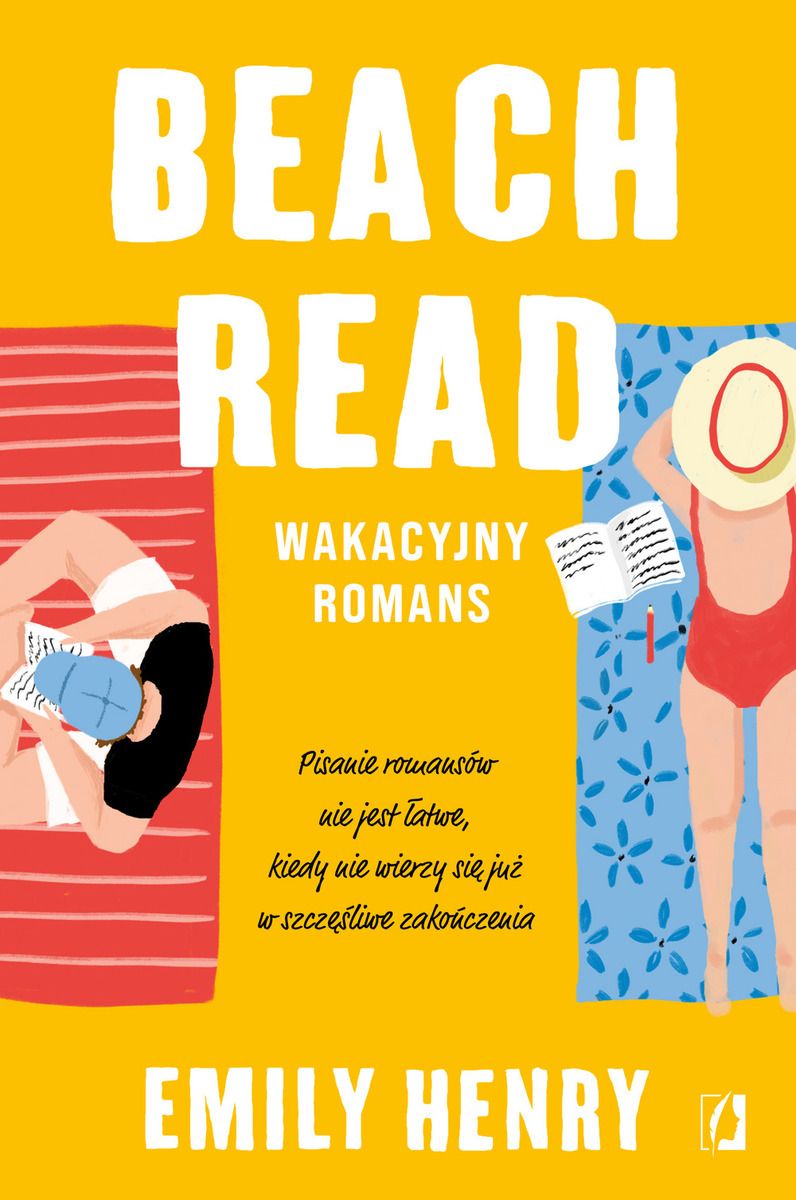 BEACH
READ
WAKACYJNY
ROMANS
Pisanie romansów
nie jest łatwe,
kiedy nie wierzy się już
w szczęśliwe zakończenia
EMILY HENRY